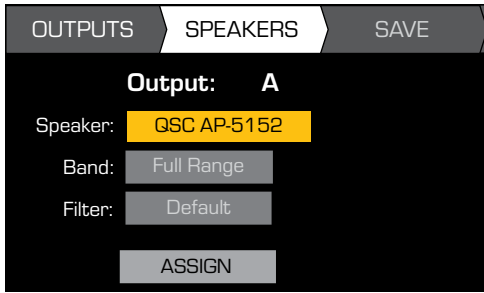 OUTPUTS SPEAKERS SAVE
Output: A
Speaker: QSC AP-5152
Band: Full Range
Filter: Default
ASSIGN